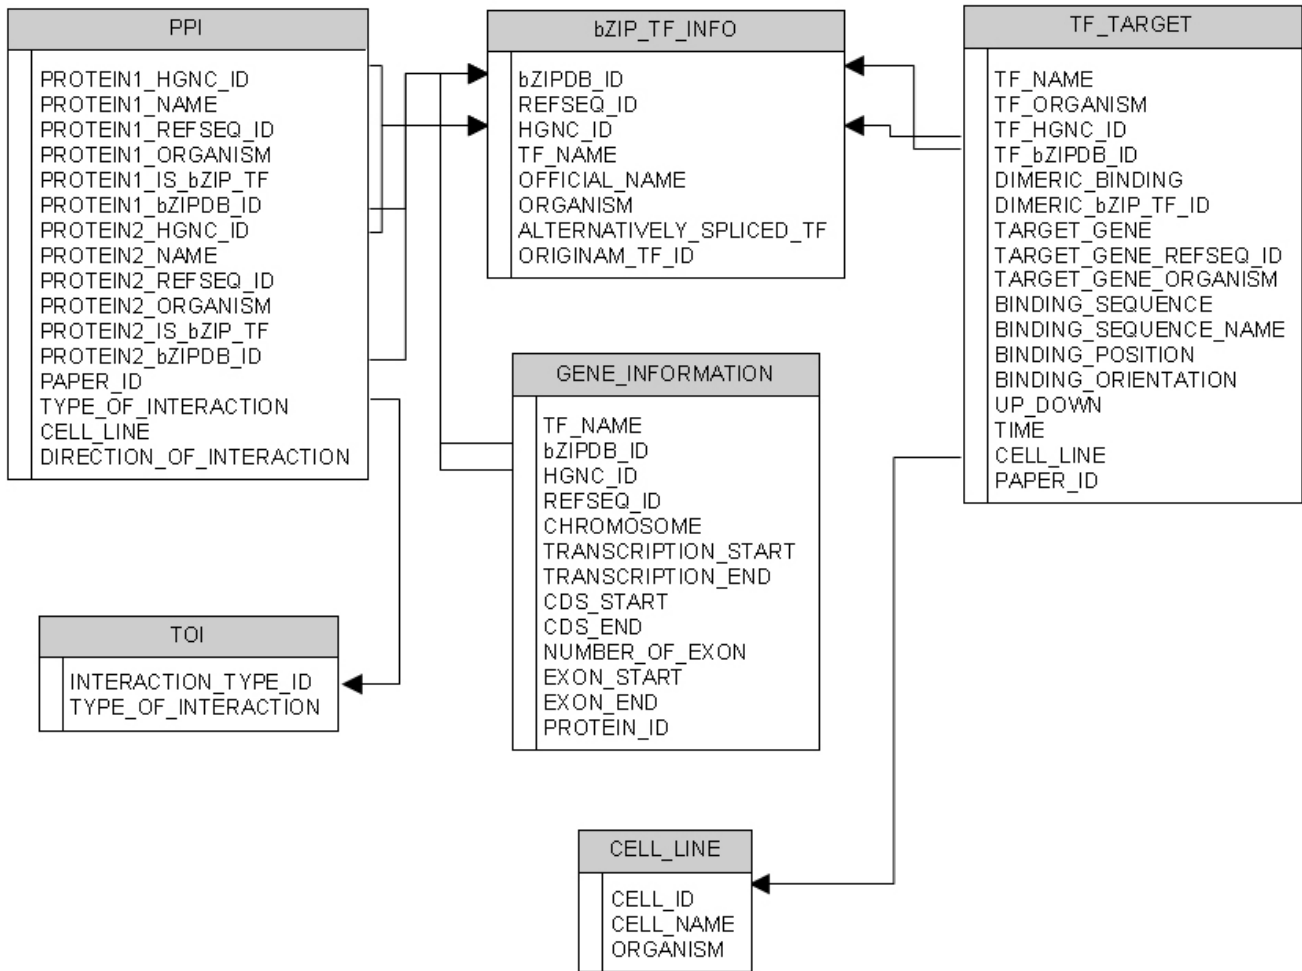 PPI
PROTEIN1_HGNC_ID
PROTEIN1_NAME
PROTEIN1_REFSEQ_ID
PROTEIN1_ORGANISM
PROTEIN1_IS_bZIP_TF
PROTEIN1_bZIPDB_ID
PROTEIN2_HGNC_ID
PROTEIN2_NAME
PROTEIN2_REFSEQ_ID
PROTEIN2_ORGANISM
PROTEIN2_IS_bZIP_TF
PROTEIN2_bZIPDB_ID
PAPER_ID
TYPE_OF_INTERACTION
CELL_LINE
DIRECTION_OF_INTERACTION
bZIP_TF_INFO
bZIPDB_ID
REFSEQ_ID
HGNC_ID
TF_NAME
OFFICIAL_NAME
ORGANISM
ALTERNATIVELY_SPLICED_TF
ORIGINAM_TF_ID
TF_TARGET
TF_NAME
TF_ORGANISM
TF_HGNC_ID
TF_bZIPDB_ID
DIMERIC_BINDING
DIMERIC_bZIP_TF_ID
TARGET_GENE
TARGET_GENE_REFSEQ_ID
TARGET_GENE_ORGANISM
BINDING_SEQUENCE
BINDING_SEQUENCE_NAME
BINDING_POSITION
BINDING_ORIENTATION
UP_DOWN
TIME
CELL_LINE
PAPER_ID
GENE_INFORMATION
TF_NAME
bZIPDB_ID
HGNC_ID
REFSEQ_ID
CHROMOSOME
TRANSCRIPTION_START
TRANSCRIPTION_END
CDS_START
CDS_END
NUMBER_OF_EXON
EXON_START
EXON_END
PROTEIN_ID
TOI
INTERACTION_TYPE_ID
TYPE_OF_INTERACTION
CELL_LINE
CELL_ID
CELL_NAME
ORGANISM